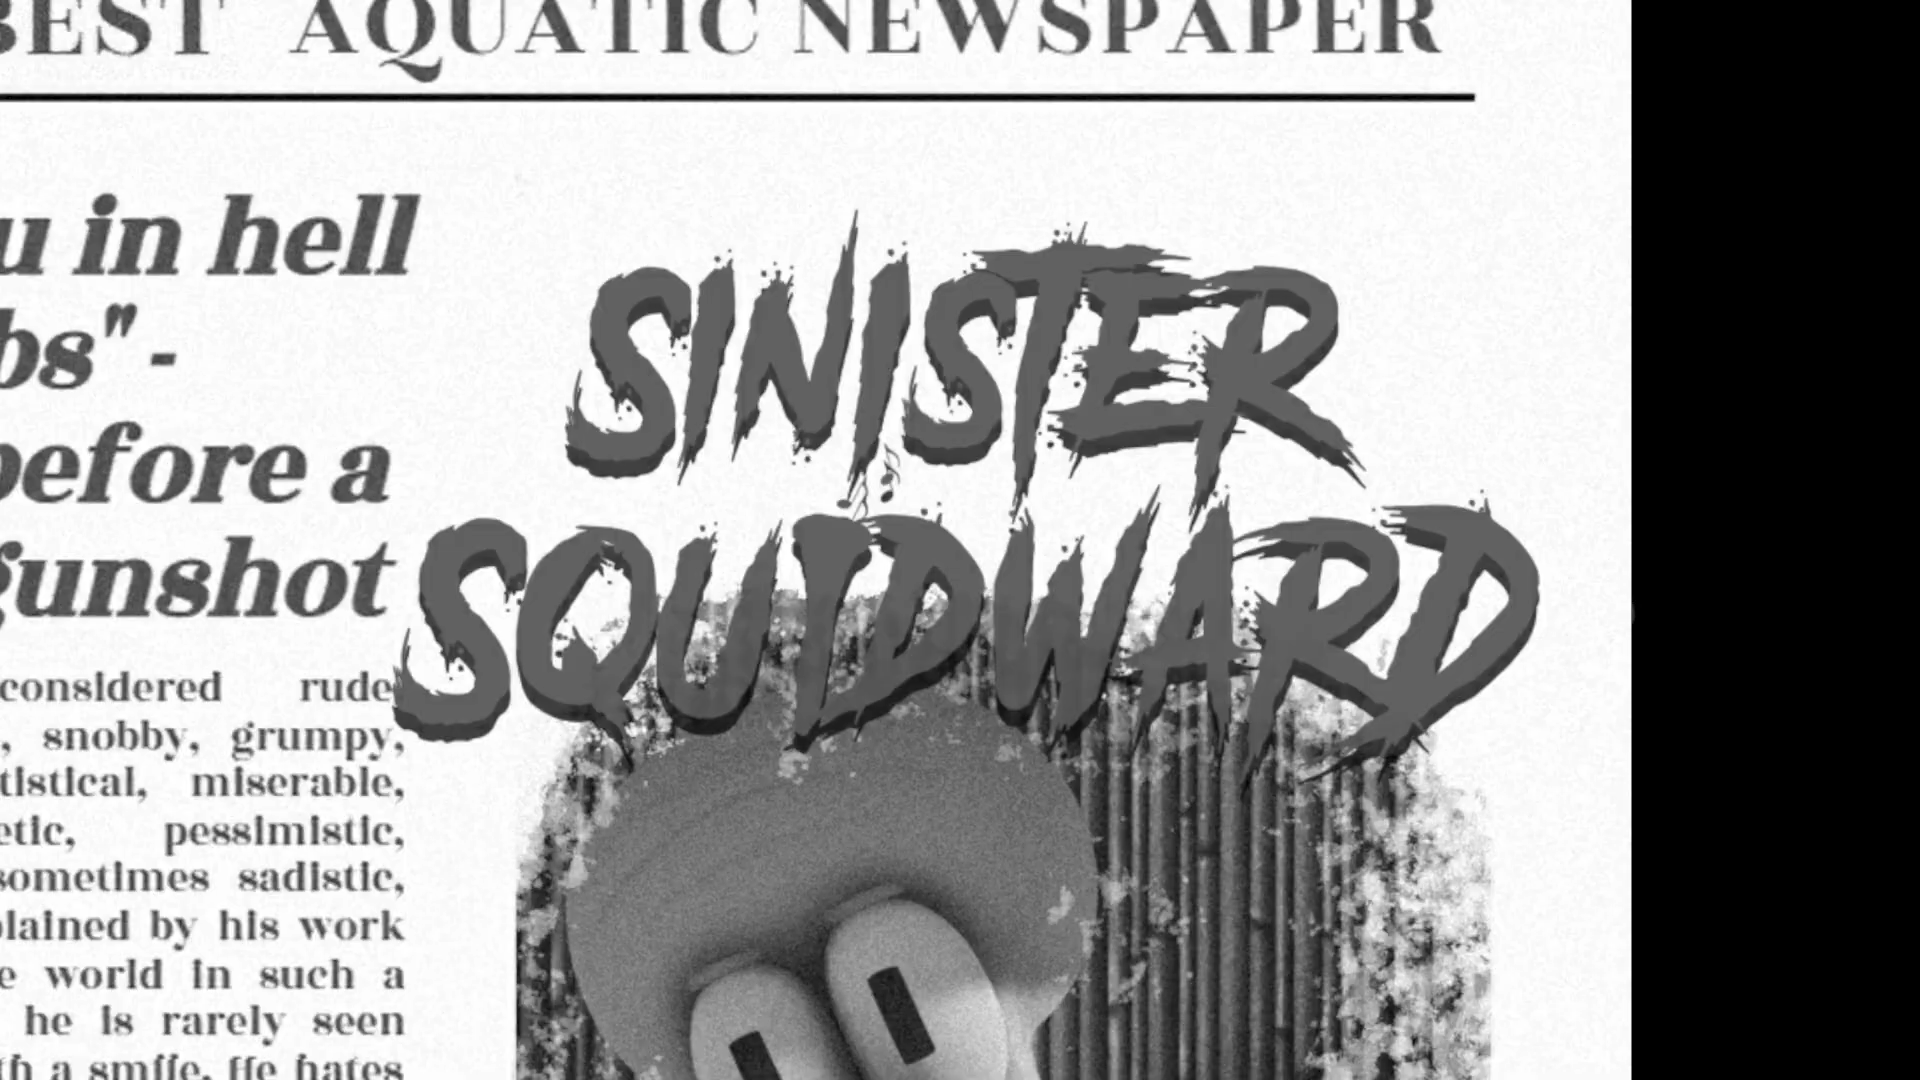 BEST AQUATIC NEWSPAPER
u in hell
bs" -
before a
gunshot
SINISTER
SQUIDWARD
considered rude
, snobby, grumpy,
tistical, miserable,
etic, pessimistic,
sometimes sadistic,
plained by his work
e world in such a
he is rarely seen
th a smile. He hates